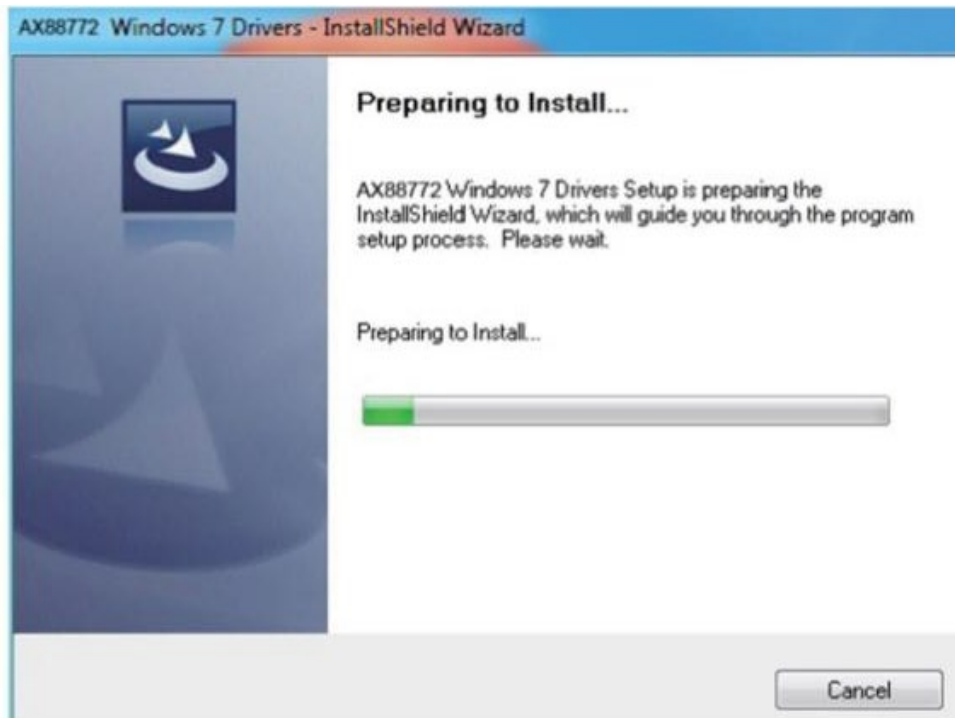 AX88772 Windows 7 Drivers - InstallShield Wizard
Preparing to Install...
AX88772 Windows 7 Drivers Setup is preparing the
InstallShield Wizard, which will guide you through the program
setup process. Please wait.
Preparing to Install...
Cancel